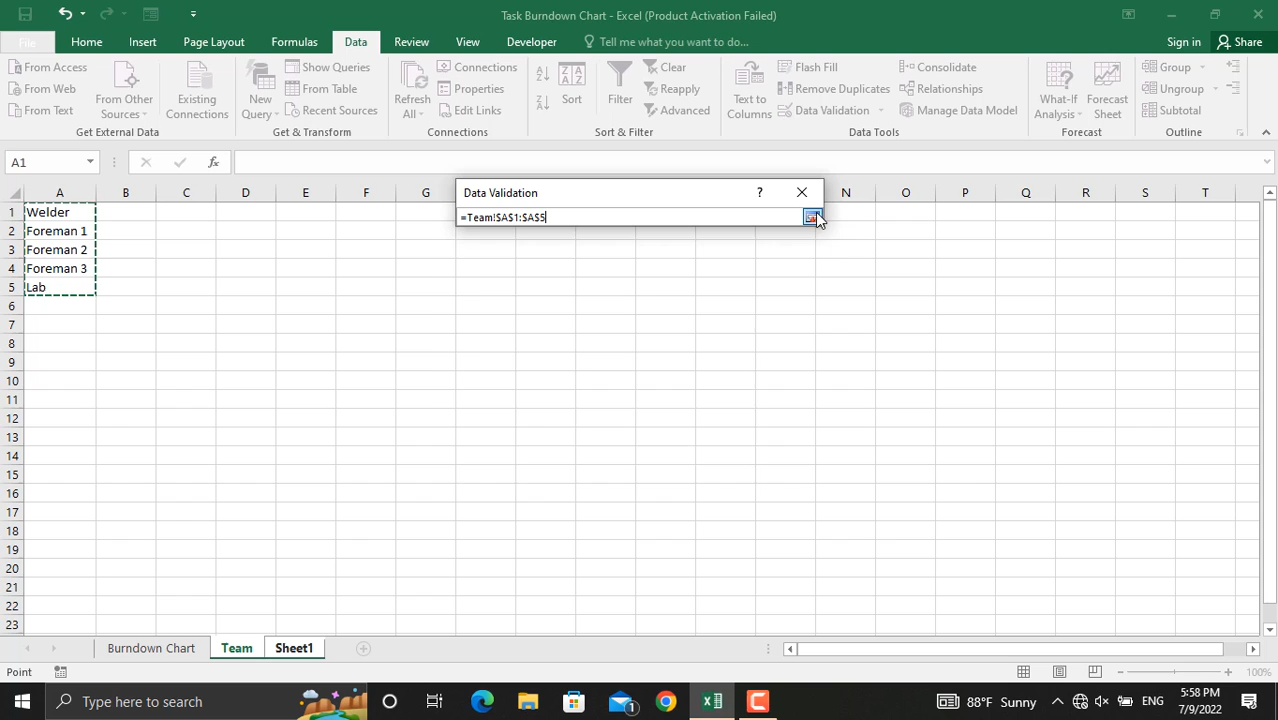 Task Burndown Chart - Excel (Product Activation Failed)
File Home Insert Page Layout Formulas Data Review View Developer Tell me what you want to do... Sign in Share
From Access
From Web
From Text
From Other Sources
Existing Connections
Get External Data
New Query
Show Queries
From Table
Recent Sources
Get & Transform
Refresh All
Connections
Properties
Edit Links
Connections
Sort
Filter
Clear
Reapply
Advanced
Sort & Filter
Text to Columns
Flash Fill
Remove Duplicates
Data Validation
Consolidate
Relationships
Manage Data Model
Data Tools
What-If Analysis
Forecast Sheet
Forecast
Group
Ungroup
Subtotal
Outline
A1 fx
Data Validation ?
=Team!$A$1:$A$5
A B C D E F G N O P Q R S T
1 Welder
2 Foreman 1
3 Foreman 2
4 Foreman 3
5 Lab
6
7
8
9
10
11
12
13
14
15
16
17
18
19
20
21
22
23
Burndown Chart Team Sheet1
Point 100%
Type here to search 1 88°F Sunny ENG 5:58 PM
7/9/2022